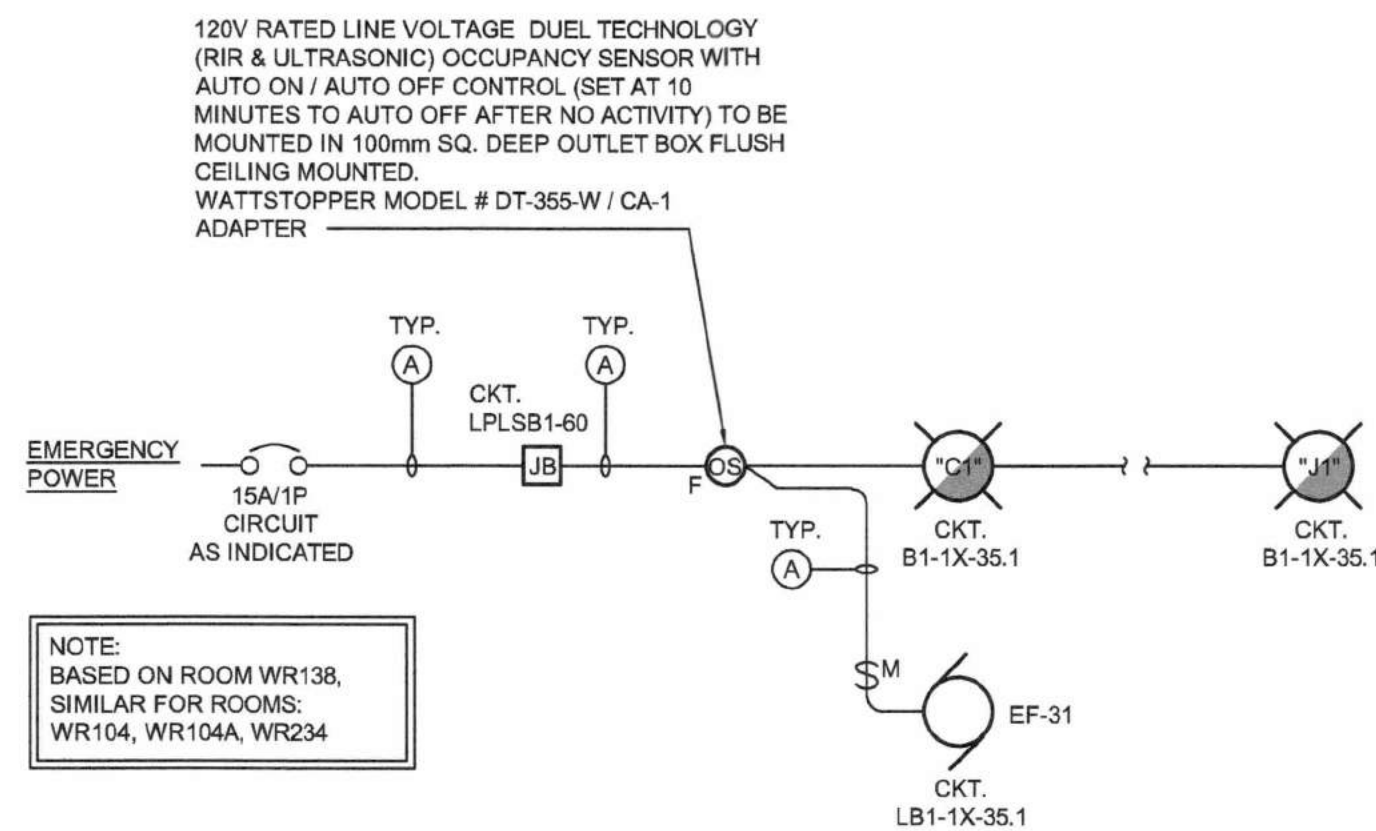 120V RATED LINE VOLTAGE DUEL TECHNOLOGY
(RIR & ULTRASONIC) OCCUPANCY SENSOR WITH
AUTO ON / AUTO OFF CONTROL (SET AT 10
MINUTES TO AUTO OFF AFTER NO ACTIVITY) TO BE
MOUNTED IN 100mm SQ. DEEP OUTLET BOX FLUSH
CEILING MOUNTED.
WATTSTOPPER MODEL # DT-355-W / CA-1
ADAPTER
TYP.
A
TYP.
A
CKT.
LPLSB1-60
EMERGENCY
POWER
15A/1P
CIRCUIT
AS INDICATED
JB
F
OS
"C1"
CKT.
B1-1X-35.1
"J1"
CKT.
B1-1X-35.1
TYP.
A
M
EF-31
CKT.
LB1-1X-35.1
NOTE:
BASED ON ROOM WR138,
SIMILAR FOR ROOMS:
WR104, WR104A, WR234